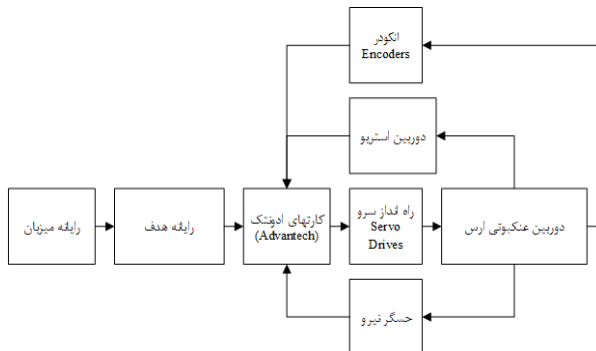 انکودر
Encoders
دوربین استریو
رایانه میزبان
رایانه هدف
کارتهای ادونتک
(Advantech)
راه انداز سرو
Servo
Drives
دوربین عنکبوتی ارس
حسگر نیرو